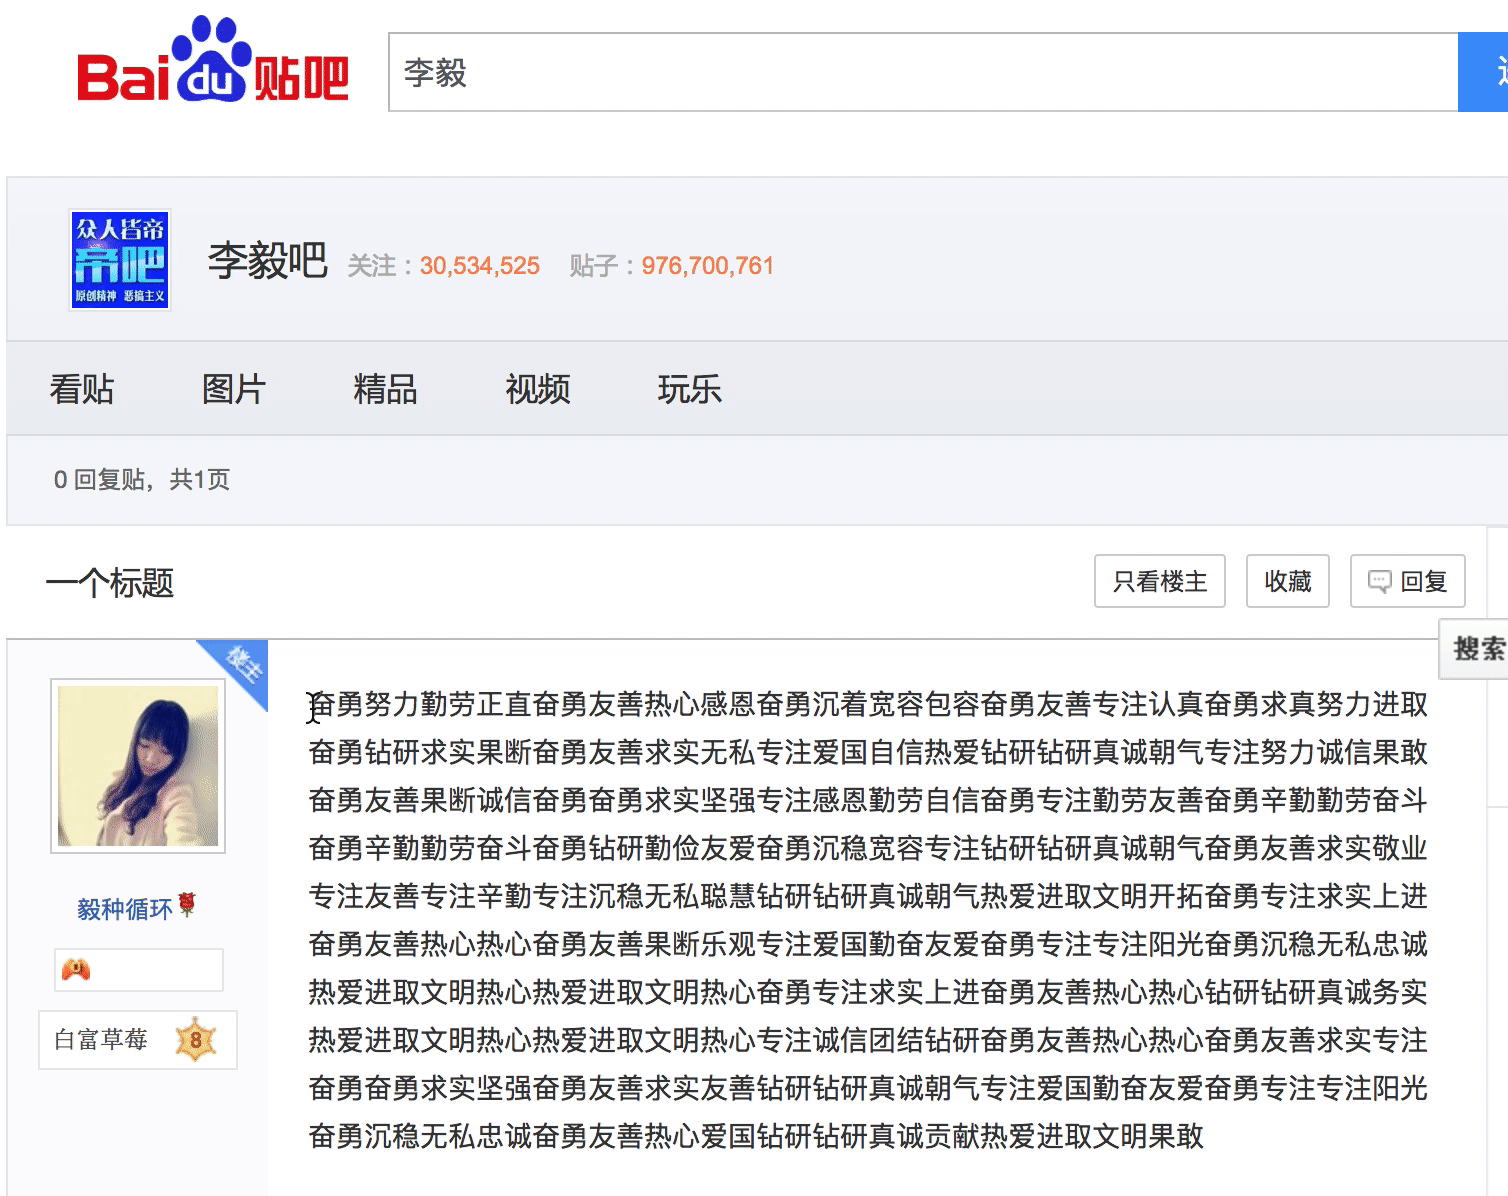 Bai du 贴吧
李毅
众人皆帝
帝吧
原创精神 恶搞主义
李毅吧 关注：30,534,525 贴子：976,700,761
看贴 图片 精品 视频 玩乐
0 回复贴，共1页
一个标题 只看楼主 收藏 回复
搜索
楼主
奋勇努力勤劳正直奋勇友善热心感恩奋勇沉着宽容包容奋勇友善专注认真奋勇求真努力进取
奋勇钻研求实果断奋勇友善求实无私专注爱国自信热爱钻研钻研真诚朝气专注努力诚信果敢
奋勇友善果断诚信奋勇奋勇求实坚强专注感恩勤劳自信奋勇专注勤劳友善奋勇辛勤勤劳奋斗
奋勇辛勤勤劳奋斗奋勇钻研勤俭友爱奋勇沉稳宽容专注钻研钻研真诚朝气奋勇友善求实敬业
专注友善专注辛勤专注沉稳无私聪慧钻研钻研真诚朝气热爱进取文明开拓奋勇专注求实上进
奋勇友善热心热心奋勇友善果断乐观专注爱国勤奋友爱奋勇专注专注阳光奋勇沉稳无私忠诚
热爱进取文明热心热爱进取文明热心奋勇专注求实上进奋勇友善热心热心钻研钻研真诚务实
热爱进取文明热心热爱进取文明热心专注诚信团结钻研奋勇友善热心热心奋勇友善求实专注
奋勇奋勇求实坚强奋勇友善求实友善钻研钻研真诚朝气专注爱国勤奋友爱奋勇专注专注阳光
奋勇沉稳无私忠诚奋勇友善热心爱国钻研钻研真诚贡献热爱进取文明果敢
毅种循环
白富草莓 8